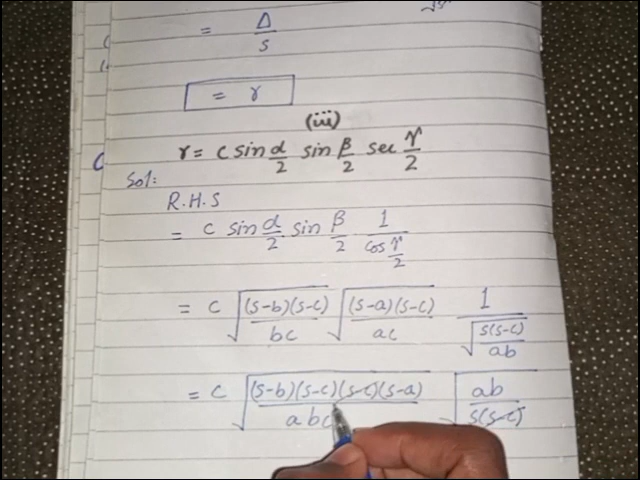 = Δ/s
= r
(iii)
r = c sin α/2 sin β/2 sec γ/2
Sol:
R.H.S
= c sin α/2 . sin β/2 . 1/cos γ/2
= c √((s-b)(s-c)/bc) √((s-a)(s-c)/ac) 1/√(s(s-c)/ab)
= c √((s-b)(s-c)(s-c)(s-a)/abc) √(ab/s(s-c))